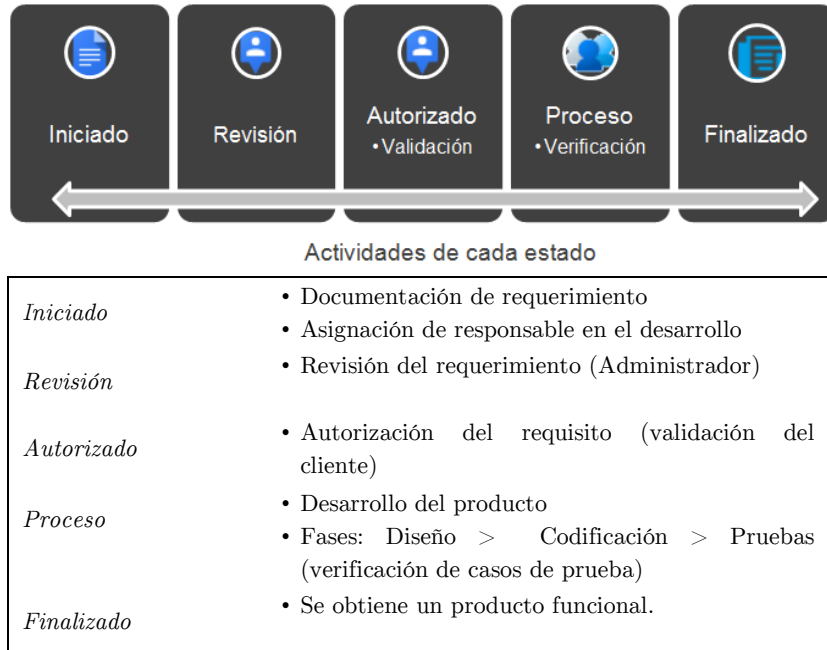 Iniciado
Revisión
Autorizado
• Validación
Proceso
• Verificación
Finalizado
Actividades de cada estado
Iniciado
• Documentación de requerimiento
• Asignación de responsable en el desarrollo
Revisión
• Revisión del requerimiento (Administrador)
Autorizado
• Autorización del requisito (validación del
cliente)
Proceso
• Desarrollo del producto
• Fases: Diseño > Codificación > Pruebas
(verificación de casos de prueba)
Finalizado
• Se obtiene un producto funcional.